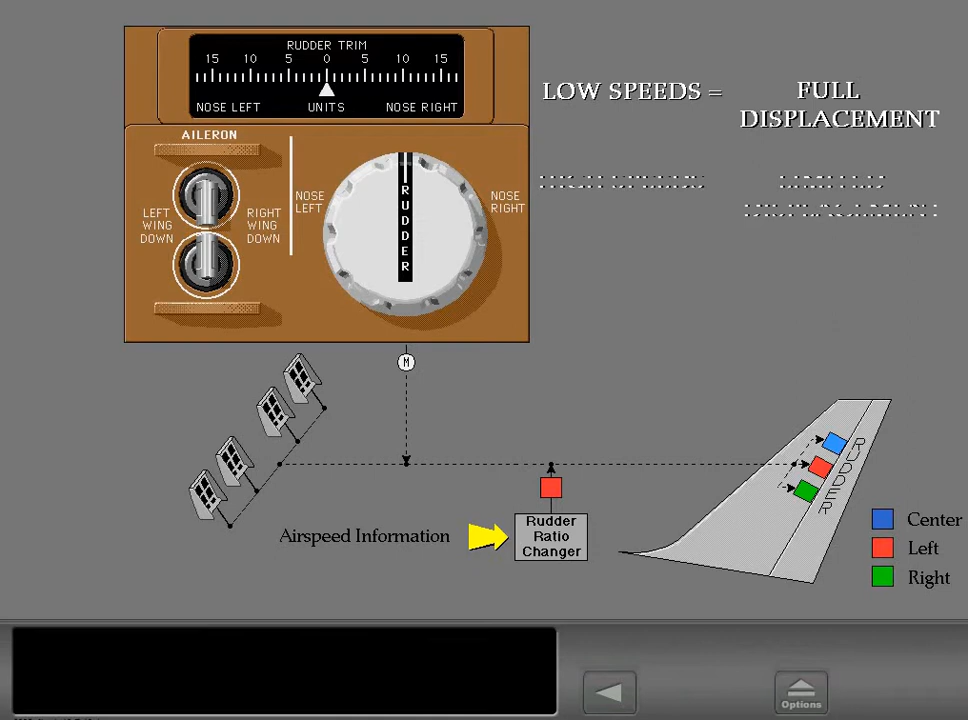 RUDDER TRIM
15 10 5 0 5 10 15
NOSE LEFT UNITS NOSE RIGHT
LOW SPEEDS = FULL
DISPLACEMENT
AILERON
LEFT
WING
DOWN
RIGHT
WING
DOWN
NOSE
LEFT
RUDDER
NOSE
RIGHT
M
RUDDER
Airspeed Information
Rudder
Ratio
Changer
Center
Left
Right
Options